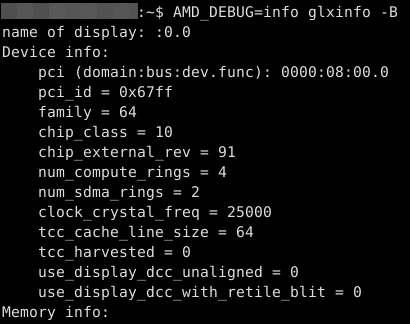 :~$ AMD_DEBUG=info glxinfo -B
name of display: :0.0
Device info:
    pci (domain:bus:dev.func): 0000:08:00.0
    pci_id = 0x67ff
    family = 64
    chip_class = 10
    chip_external_rev = 91
    num_compute_rings = 4
    num_sdma_rings = 2
    clock_crystal_freq = 25000
    tcc_cache_line_size = 64
    tcc_harvested = 0
    use_display_dcc_unaligned = 0
    use_display_dcc_with_retile_blit = 0
Memory info: